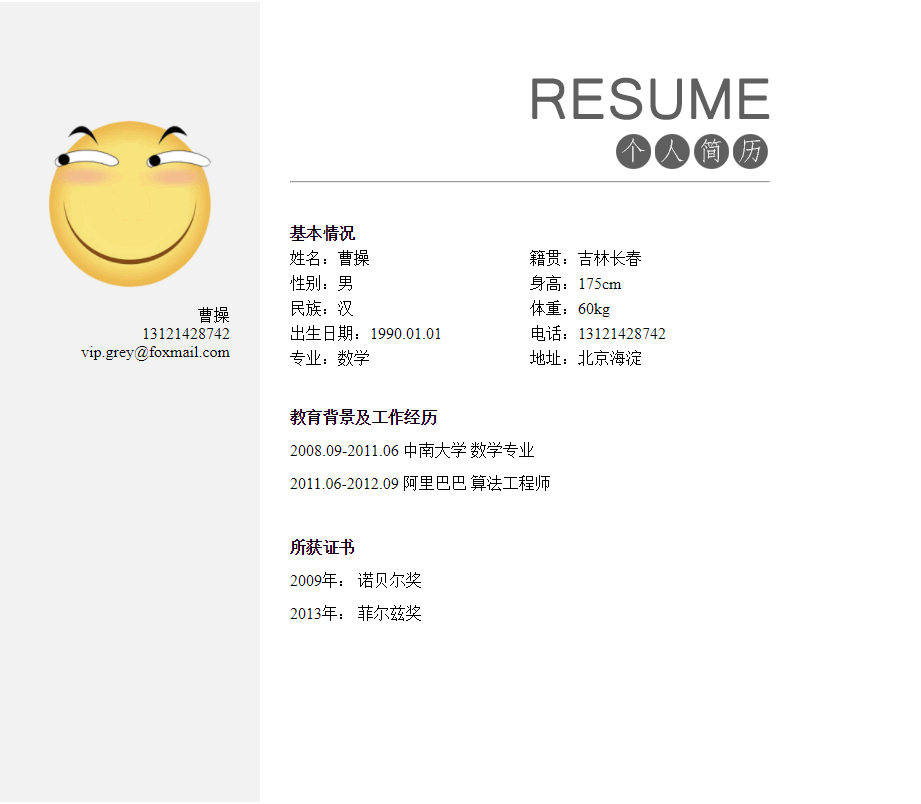 曹操
13121428742
vip.grey@foxmail.com
RESUME
个人简历
基本情况
姓名：曹操 籍贯：吉林长春
性别：男 身高：175cm
民族：汉 体重：60kg
出生日期：1990.01.01 电话：13121428742
专业：数学 地址：北京海淀
教育背景及工作经历
2008.09-2011.06 中南大学 数学专业
2011.06-2012.09 阿里巴巴 算法工程师
所获证书
2009年： 诺贝尔奖
2013年： 菲尔兹奖